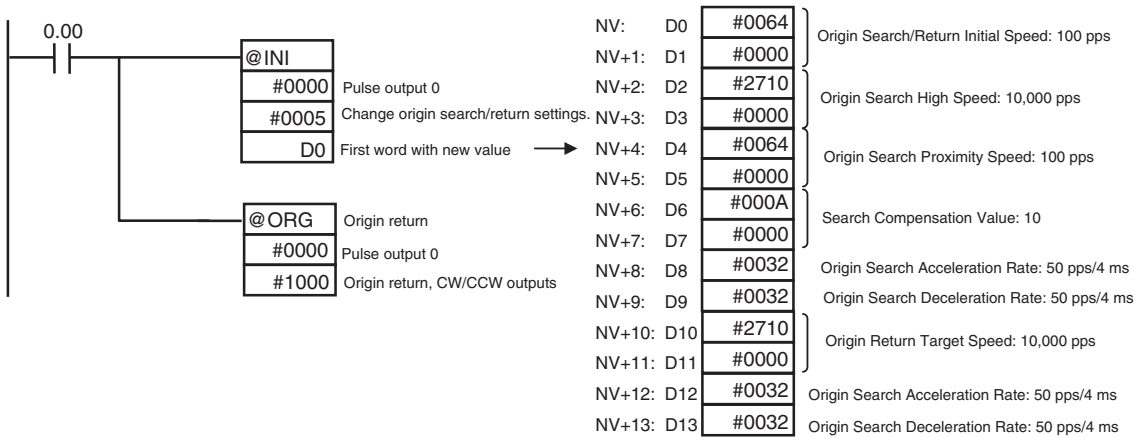 0.00
@INI
#0000 Pulse output 0
#0005 Change origin search/return settings.
D0 First word with new value
@ORG Origin return
#0000 Pulse output 0
#1000 Origin return, CW/CCW outputs
NV: D0 #0064 Origin Search/Return Initial Speed: 100 pps
NV+1: D1 #0000
NV+2: D2 #2710 Origin Search High Speed: 10,000 pps
NV+3: D3 #0000
NV+4: D4 #0064 Origin Search Proximity Speed: 100 pps
NV+5: D5 #0000
NV+6: D6 #000A Search Compensation Value: 10
NV+7: D7 #0000
NV+8: D8 #0032 Origin Search Acceleration Rate: 50 pps/4 ms
NV+9: D9 #0032 Origin Search Deceleration Rate: 50 pps/4 ms
NV+10: D10 #2710 Origin Return Target Speed: 10,000 pps
NV+11: D11 #0000
NV+12: D12 #0032 Origin Search Acceleration Rate: 50 pps/4 ms
NV+13: D13 #0032 Origin Search Deceleration Rate: 50 pps/4 ms